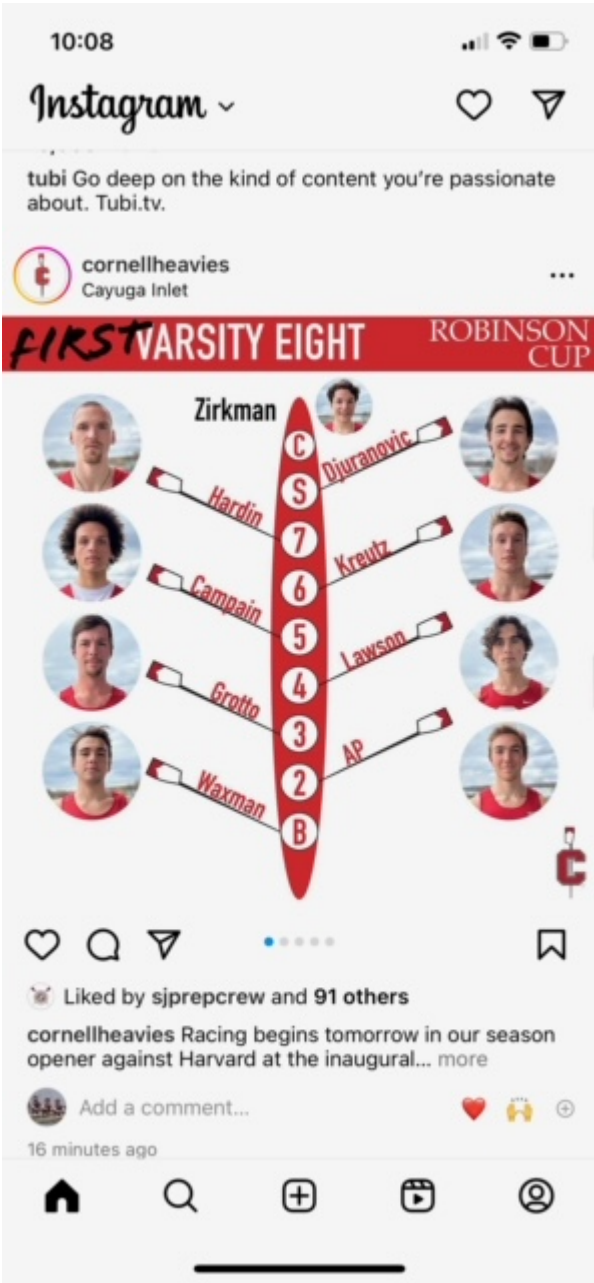 10:08
Instagram
tubi Go deep on the kind of content you're passionate
about. Tubi.tv.
cornellheavies
Cayuga Inlet
FIRST VARSITY EIGHT
ROBINSON
CUP
Zirkman
C
Djuranovic
S
Hardin
7
Kreutz
6
Campain
5
Lawson
4
Grotto
3
AP
2
Waxman
B
C
Liked by sjprepcrew and 91 others
cornellheavies Racing begins tomorrow in our season
opener against Harvard at the inaugural... more
Add a comment...
16 minutes ago